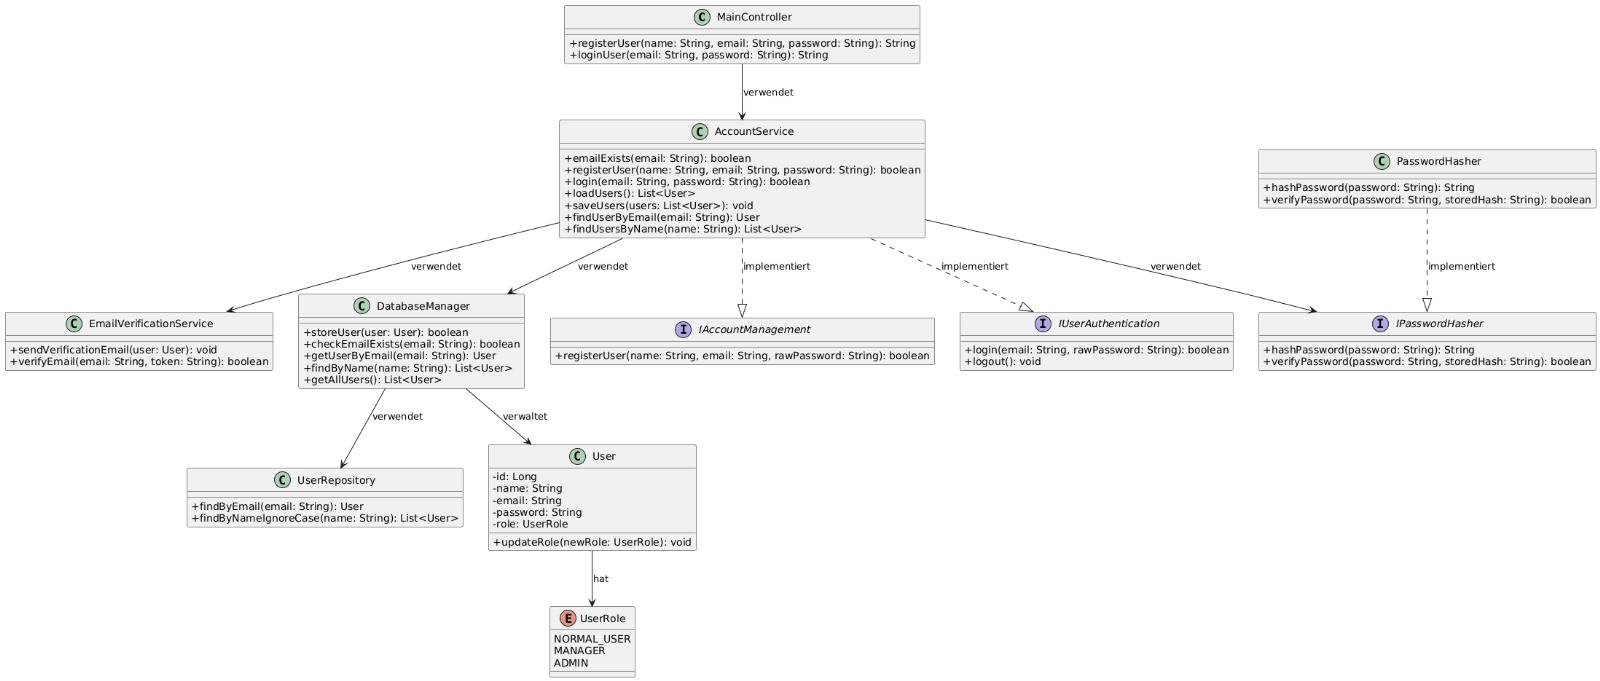 C MainController
+registerUser(name: String, email: String, password: String): String
+loginUser(email: String, password: String): String
verwendet
C AccountService
+emailExists(email: String): boolean
+registerUser(name: String, email: String, password: String): boolean
+login(email: String, password: String): boolean
+loadUsers(): List<User>
+saveUsers(users: List<User>): void
+findUserByEmail(email: String): User
+findUsersByName(name: String): List<User>
C PasswordHasher
+hashPassword(password: String): String
+verifyPassword(password: String, storedHash: String): boolean
verwendet
verwendet
implementiert
implementiert
verwendet
implementiert
C EmailVerificationService
+sendVerificationEmail(user: User): void
+verifyEmail(email: String, token: String): boolean
C DatabaseManager
+storeUser(user: User): boolean
+checkEmailExists(email: String): boolean
+getUserByEmail(email: String): User
+findByName(name: String): List<User>
+getAllUsers(): List<User>
I IAccountManagement
+registerUser(name: String, email: String, rawPassword: String): boolean
I IUserAuthentication
+login(email: String, rawPassword: String): boolean
+logout(): void
I IPasswordHasher
+hashPassword(password: String): String
+verifyPassword(password: String, storedHash: String): boolean
verwendet
verwaltet
C UserRepository
+findByEmail(email: String): User
+findByNameIgnoreCase(name: String): List<User>
C User
-id: Long
-name: String
-email: String
-password: String
-role: UserRole
+updateRole(newRole: UserRole): void
hat
E UserRole
NORMAL_USER
MANAGER
ADMIN